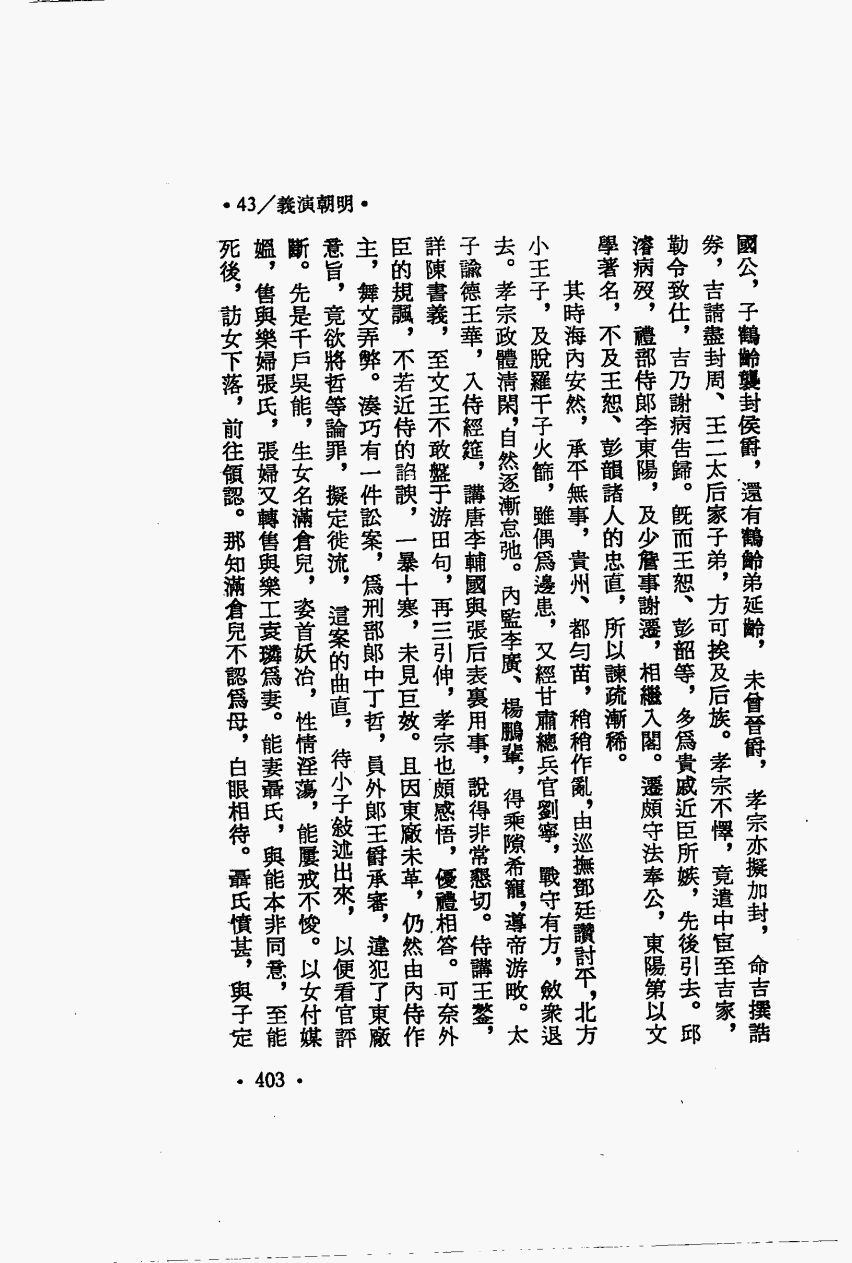 •43/義演朝明•
國公，子鶴齡襲封侯爵，還有鶴齡弟延齡，未曾晉爵，孝宗亦擬加封，命吉撰誥
券，吉請盡封周、王二太后家子弟，方可挨及后族。孝宗不懌，竟遣中官至吉家，
勒令致仕，吉乃謝病告歸。旣而王恕、彭韶等，多爲貴戚近臣所嫉，先後引去。邱
濬病歿，禮部侍郞李東陽，及少詹事謝遷，相繼入閣。遷頗守法奉公，東陽第以文
學著名，不及王恕、彭韻諸人的忠直，所以諫疏漸稀。
其時海內安然，承平無事，貴州、都勻苗，稍稍作亂，由巡撫鄧廷讚討平，北方
小王子，及脫羅干子火篩，雖偶爲邊患，又經甘肅總兵官劉寧，戰守有方，斂衆退
去。孝宗政體淸閑，自然逐漸怠弛。內監李廣、楊鵬輩，得乘隙希寵，導帝游畋。太
子諭德王華，入侍經筵，講唐李輔國與張后表裏用事，說得非常懇切。侍講王鏊，
詳陳書義，至文王不敢盤于游田句，再三引伸，孝宗也頗感悟，優禮相答。可奈外
臣的規諷，不若近侍的諂諛，一暴十寒，未見巨效。且因東廠未革，仍然由內侍作
主，舞文弄弊。湊巧有一件訟案，爲刑部郞中丁哲，員外郞王爵承審，違犯了東廠
意旨，竟欲將哲等論罪，擬定徙流，這案的曲直，待小子敍述出來，以便看官評
斷。先是千戶吳能，生女名滿倉兒，姿首妖冶，性情淫蕩，能屢戒不悛。以女付媒
媼，售與樂婦張氏，張婦又轉售與樂工袁璘爲妻。能妻聶氏，與能本非同意，至能
死後，訪女下落，前往領認。那知滿倉兒不認爲母，白眼相待。聶氏憤甚，與子定
•403•